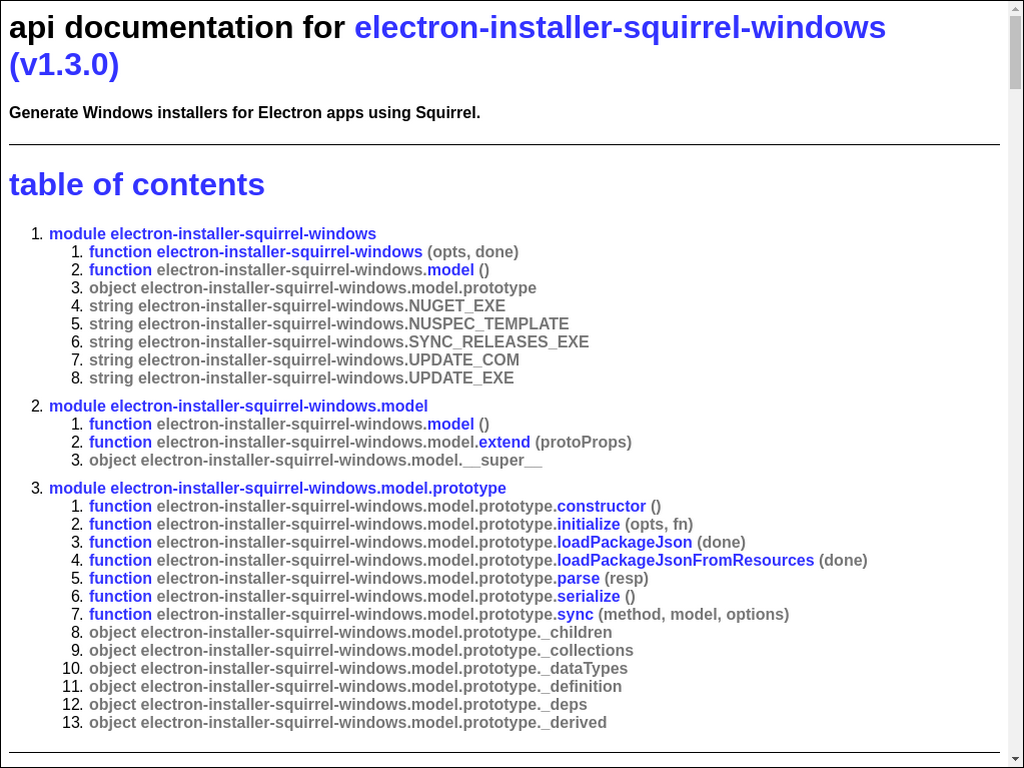 api documentation for electron-installer-squirrel-windows
(v1.3.0)
Generate Windows installers for Electron apps using Squirrel.
table of contents
1. module electron-installer-squirrel-windows
1. function electron-installer-squirrel-windows (opts, done)
2. function electron-installer-squirrel-windows.model ()
3. object electron-installer-squirrel-windows.model.prototype
4. string electron-installer-squirrel-windows.NUGET_EXE
5. string electron-installer-squirrel-windows.NUSPEC_TEMPLATE
6. string electron-installer-squirrel-windows.SYNC_RELEASES_EXE
7. string electron-installer-squirrel-windows.UPDATE_COM
8. string electron-installer-squirrel-windows.UPDATE_EXE
2. module electron-installer-squirrel-windows.model
1. function electron-installer-squirrel-windows.model ()
2. function electron-installer-squirrel-windows.model.extend (protoProps)
3. object electron-installer-squirrel-windows.model.__super__
3. module electron-installer-squirrel-windows.model.prototype
1. function electron-installer-squirrel-windows.model.prototype.constructor ()
2. function electron-installer-squirrel-windows.model.prototype.initialize (opts, fn)
3. function electron-installer-squirrel-windows.model.prototype.loadPackageJson (done)
4. function electron-installer-squirrel-windows.model.prototype.loadPackageJsonFromResources (done)
5. function electron-installer-squirrel-windows.model.prototype.parse (resp)
6. function electron-installer-squirrel-windows.model.prototype.serialize ()
7. function electron-installer-squirrel-windows.model.prototype.sync (method, model, options)
8. object electron-installer-squirrel-windows.model.prototype._children
9. object electron-installer-squirrel-windows.model.prototype._collections
10. object electron-installer-squirrel-windows.model.prototype._dataTypes
11. object electron-installer-squirrel-windows.model.prototype._definition
12. object electron-installer-squirrel-windows.model.prototype._deps
13. object electron-installer-squirrel-windows.model.prototype._derived